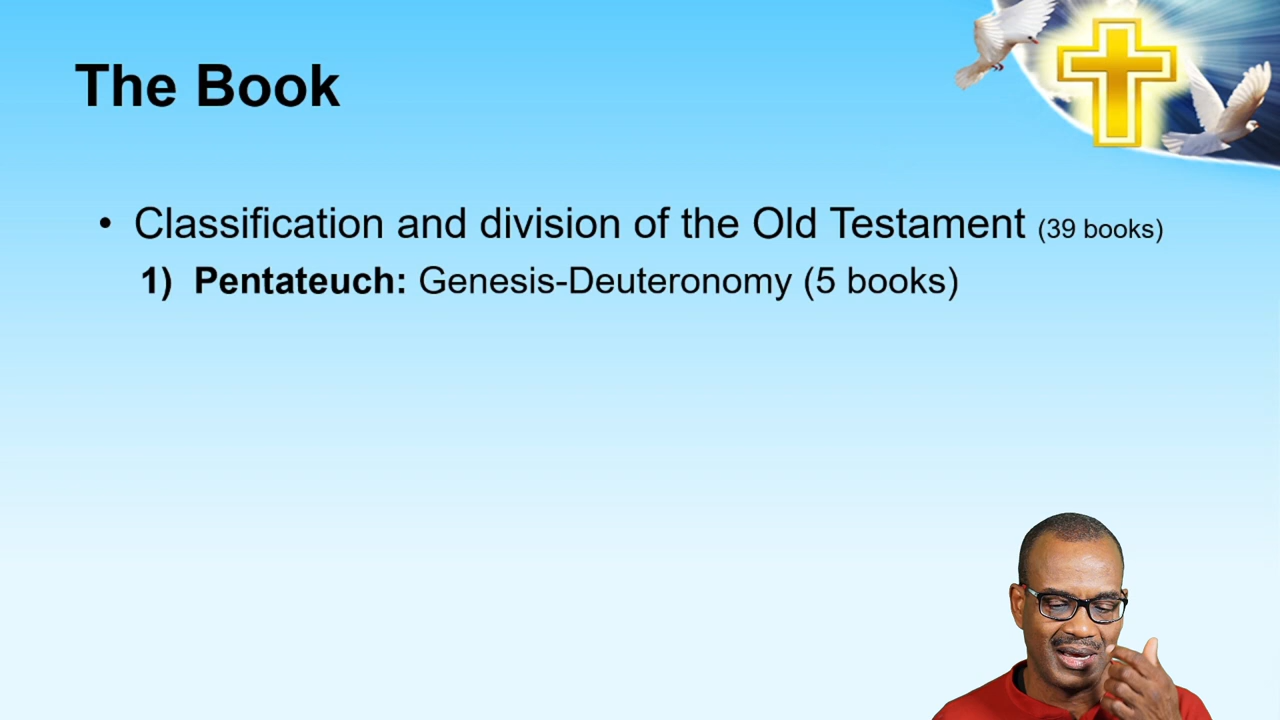 The Book
• Classification and division of the Old Testament (39 books)
1) Pentateuch: Genesis-Deuteronomy (5 books)